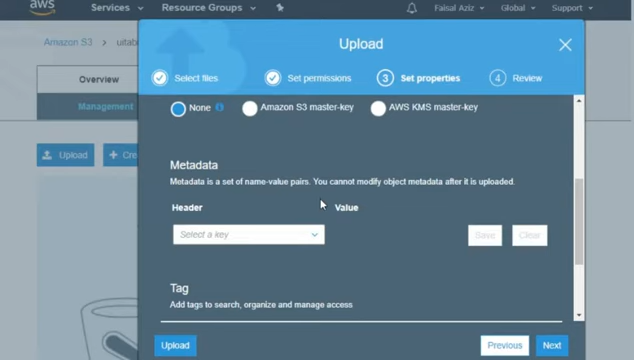 aws
Services
Resource Groups
Faisal Aziz
Global
Support
Amazon S3 > uitab
Upload
Select files
Set permissions
3 Set properties
4 Review
Overview
Management
None
Amazon S3 master-key
AWS KMS master-key
Upload
+ Cre
Metadata
Metadata is a set of name-value pairs. You cannot modify object metadata after it is uploaded.
Header
Value
Select a key
Save
Clear
Tag
Add tags to search, organize and manage access
Upload
Previous
Next